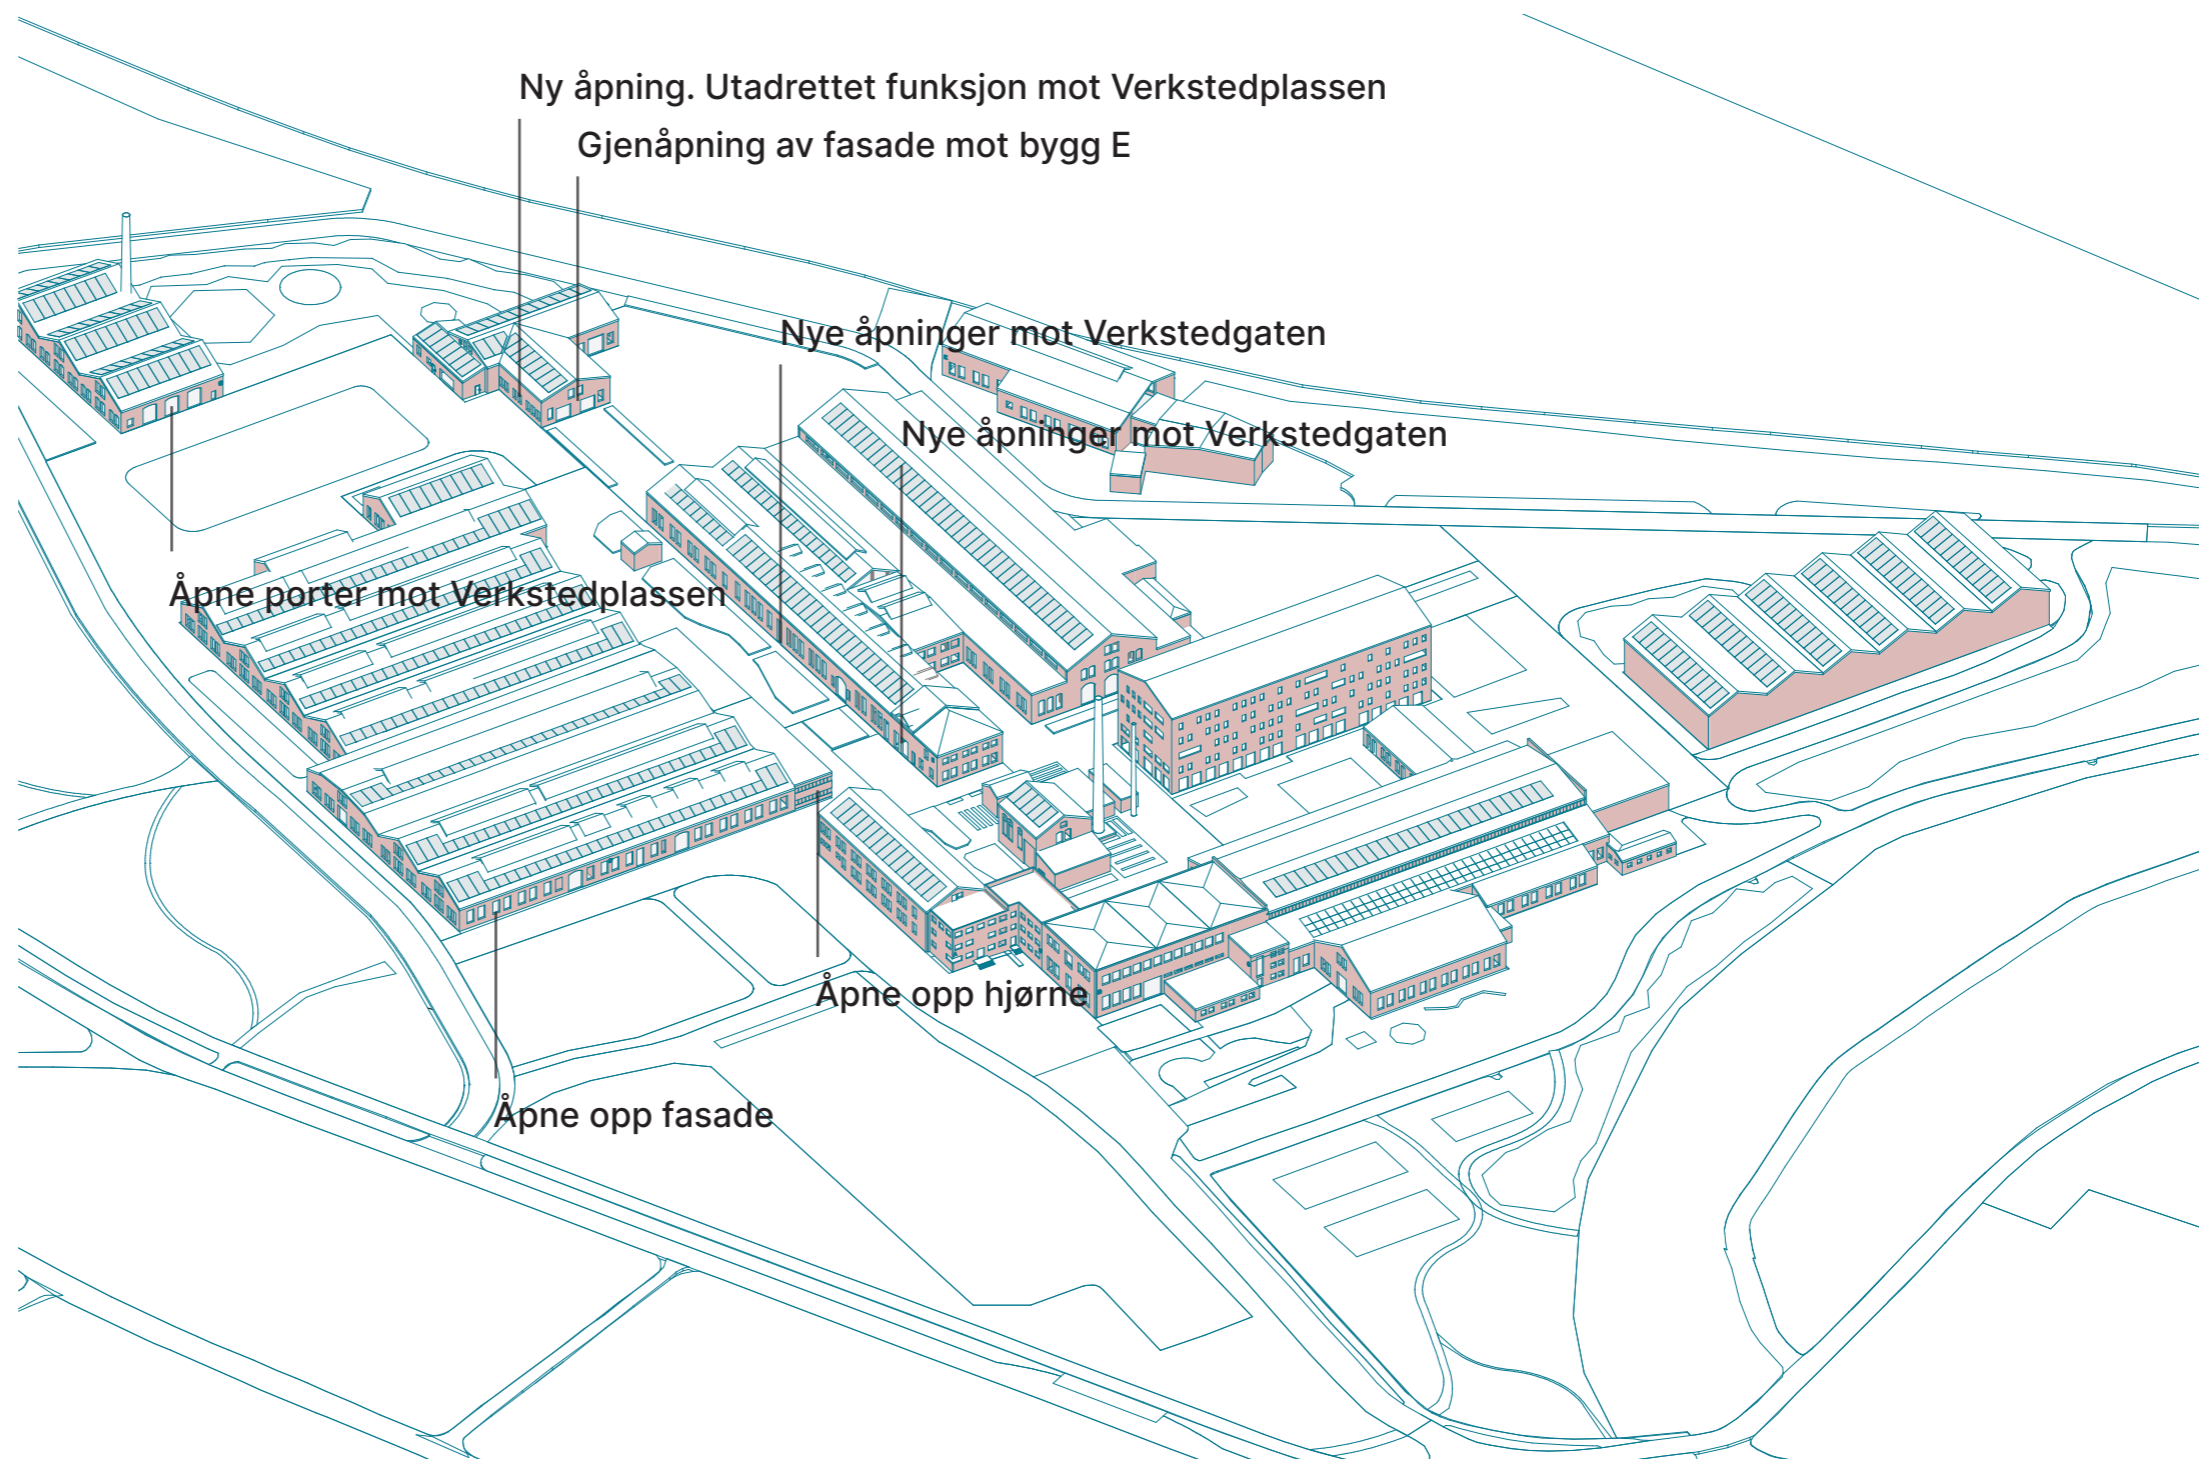 Ny åpning. Utadrettet funksjon mot Verkstedplassen
Gjenåpning av fasade mot bygg E
Nye åpninger mot Verkstedgaten
Nye åpninger mot Verkstedgaten
Åpne porter mot Verkstedplassen
Åpne opp hjørne
Åpne opp fasade